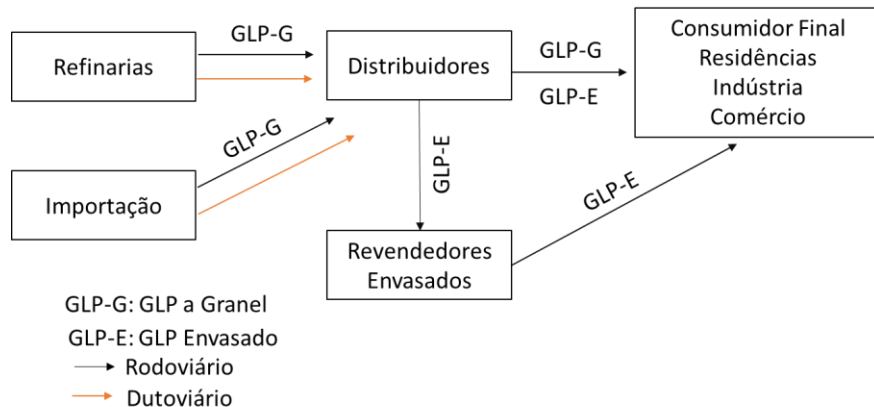 GLP-G
Refinarias
Distribuidores
GLP-G
GLP-E
Consumidor Final
Residências
Indústria
Comércio
GLP-G
Importação
GLP-E
GLP-E
Revendedores
Envasados
GLP-G: GLP a Granel
GLP-E: GLP Envasado
Rodoviário
Dutoviário